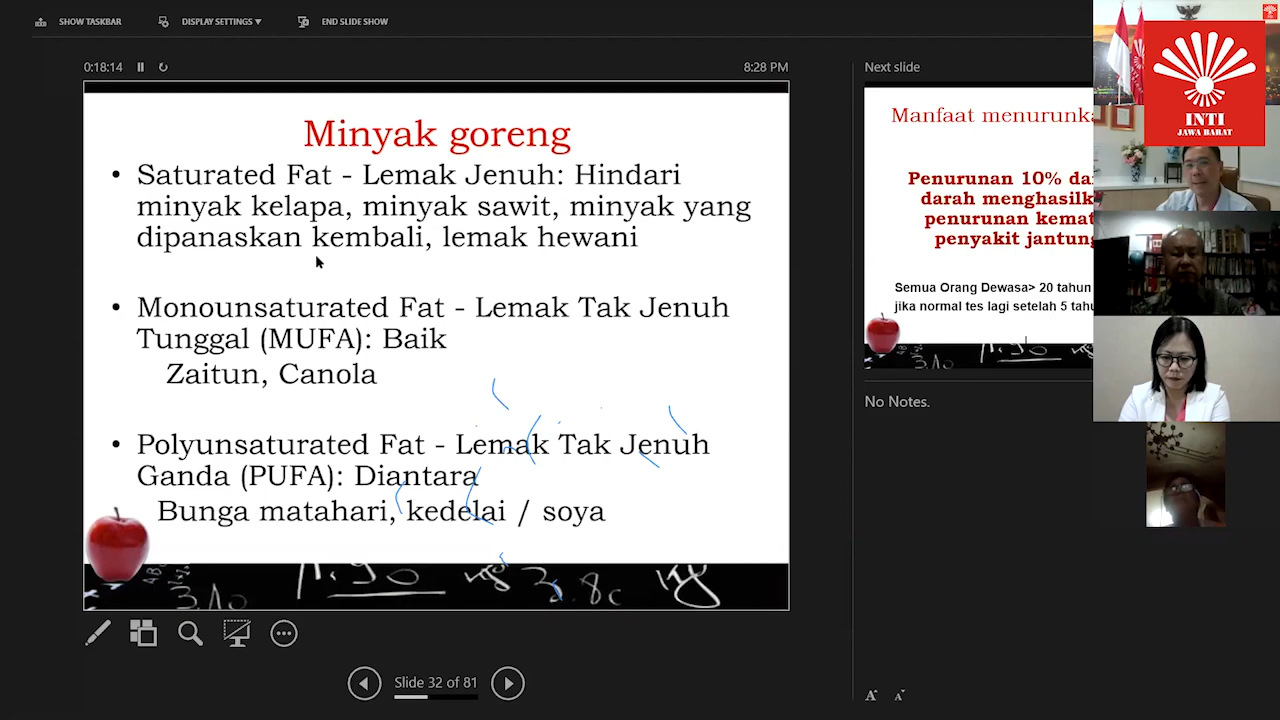 SHOW TASKBAR
DISPLAY SETTINGS
END SLIDE SHOW
0:18:14
8:28 PM
Minyak goreng
• Saturated Fat - Lemak Jenuh: Hindari
minyak kelapa, minyak sawit, minyak yang
dipanaskan kembali, lemak hewani
• Monounsaturated Fat - Lemak Tak Jenuh
Tunggal (MUFA): Baik
Zaitun, Canola
• Polyunsaturated Fat - Lemak Tak Jenuh
Ganda (PUFA): Diantara
Bunga matahari, kedelai / soya
Slide 32 of 81
Next slide
Manfaat menurunka
Penurunan 10% da
darah menghasilk
penurunan kemat
penyakit jantung
Semua Orang Dewasa> 20 tahun
jika normal tes lagi setelah 5 tahu
No Notes.
INTI
JAWA BARAT